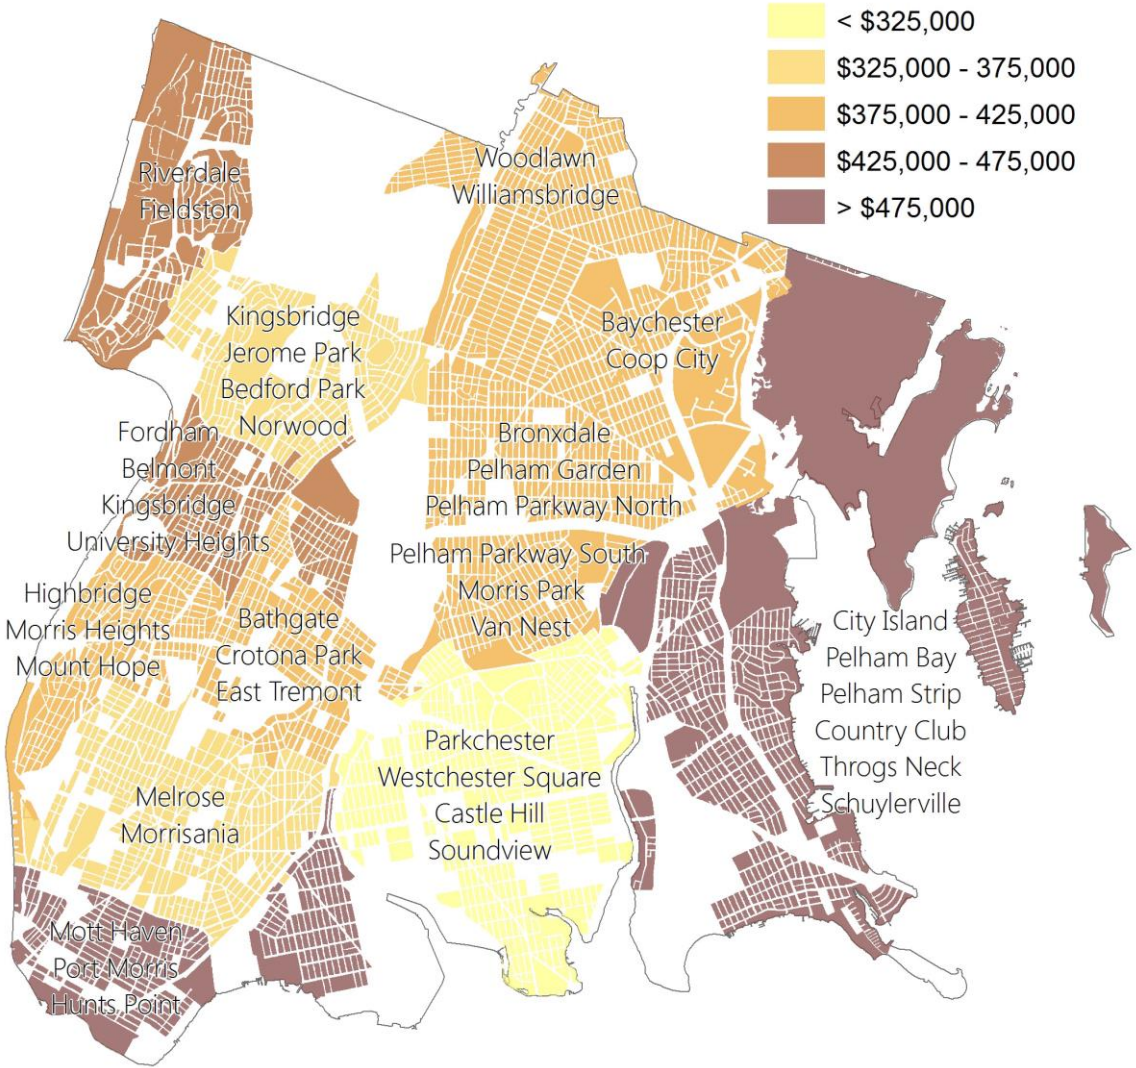 < $325,000
$325,000 - 375,000
$375,000 - 425,000
$425,000 - 475,000
> $475,000
Woodlawn
Williamsbridge
Riverdale
Fieldston
Kingsbridge
Jerome Park
Bedford Park
Norwood
Baychester
Coop City
Fordham
Belmont
Kingsbridge
University Heights
Bronxdale
Pelham Garden
Pelham Parkway North
Pelham Parkway South
Morris Park
Van Nest
Highbridge
Morris Heights
Mount Hope
Bathgate
Crotona Park
East Tremont
City Island
Pelham Bay
Pelham Strip
Country Club
Throgs Neck
Schuylerville
Parkchester
Westchester Square
Castle Hill
Soundview
Melrose
Morrisania
Mott Haven
Port Morris
Hunts Point